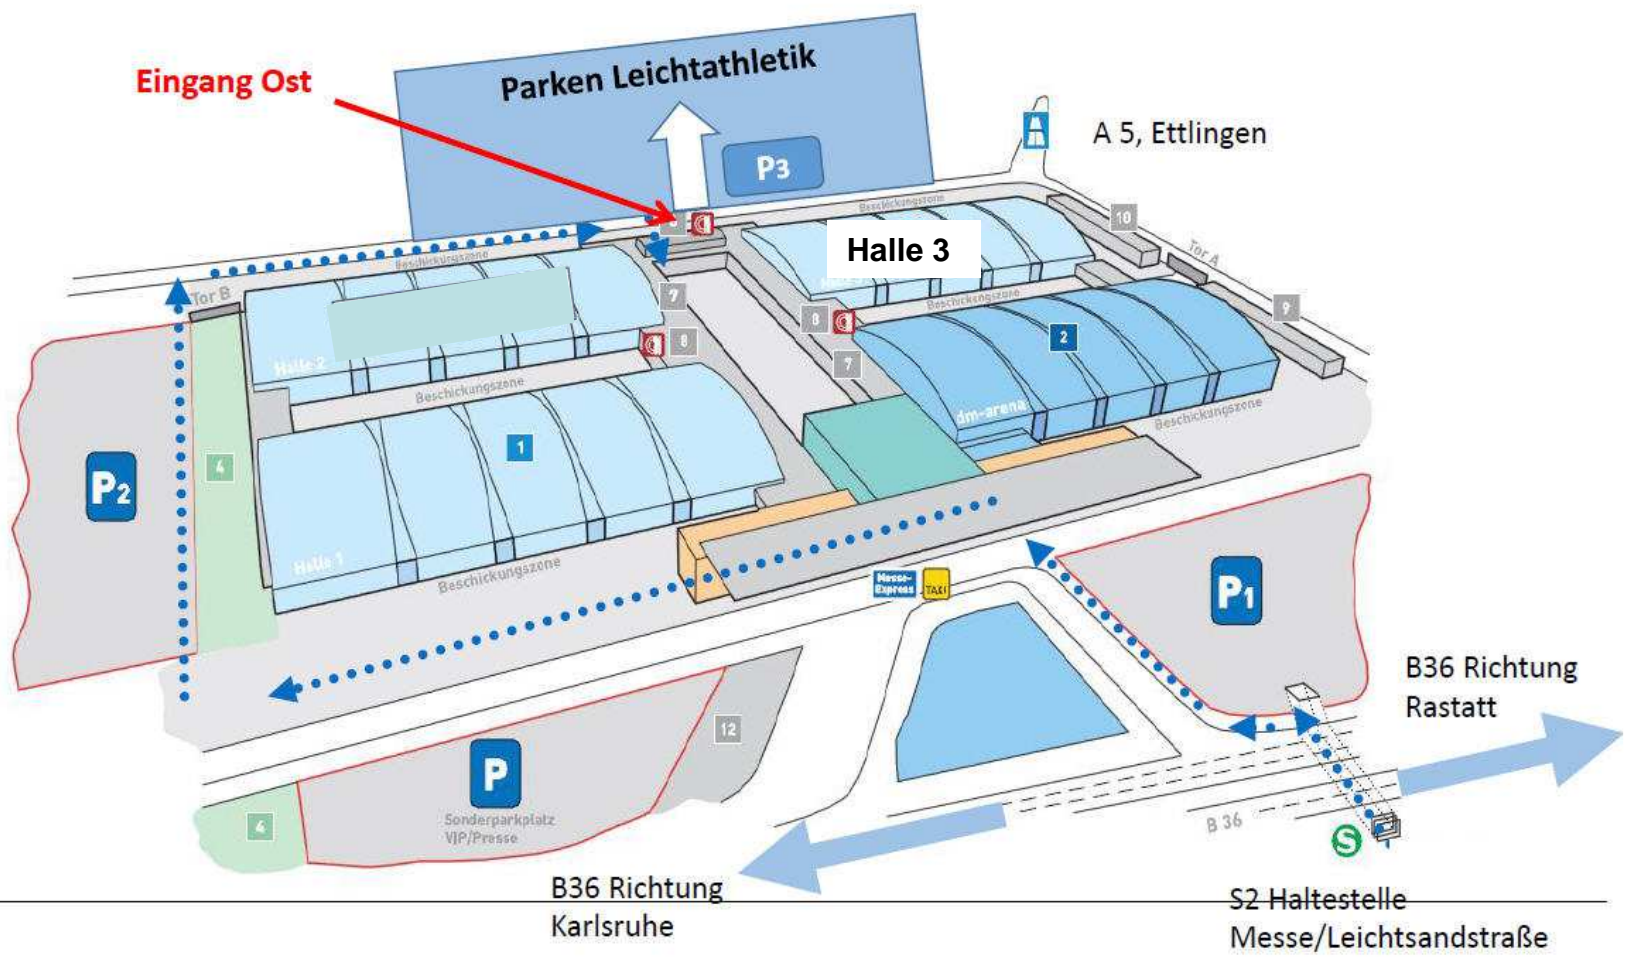 Parken Leichtathletik
Eingang Ost
A 5, Ettlingen
P3
Beschickungszone
10
Halle 3
Tor A
Beschickungszone
Tor B
7
Beschickungszone
9
8
8
2
7
Halle 2
Beschickungszone
dm-arena
Beschickungszone
1
4
P2
Halle 1
Beschickungszone
Messe-
Express
TAXI
P1
B36 Richtung
Rastatt
12
P
Sonderparkplatz
VIP/Presse
4
B 36
S
B36 Richtung
Karlsruhe
S2 Haltestelle
Messe/Leichtsandstraße